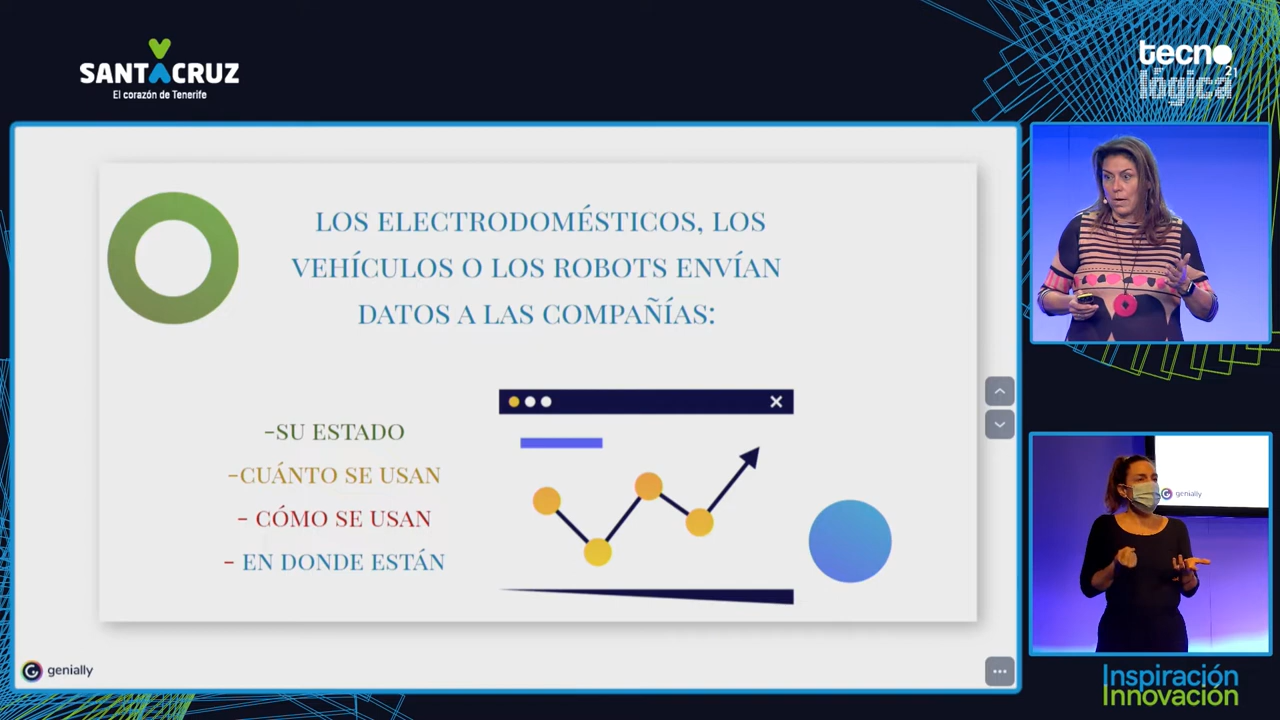 SANTACRUZ
El corazón de Tenerife
tecno
lógica
21
LOS ELECTRODOMÉSTICOS, LOS
VEHÍCULOS O LOS ROBOTS ENVÍAN
DATOS A LAS COMPAÑÍAS:
-SU ESTADO
-CUÁNTO SE USAN
- CÓMO SE USAN
- EN DONDE ESTÁN
genially
genially
Inspiración
Innovación